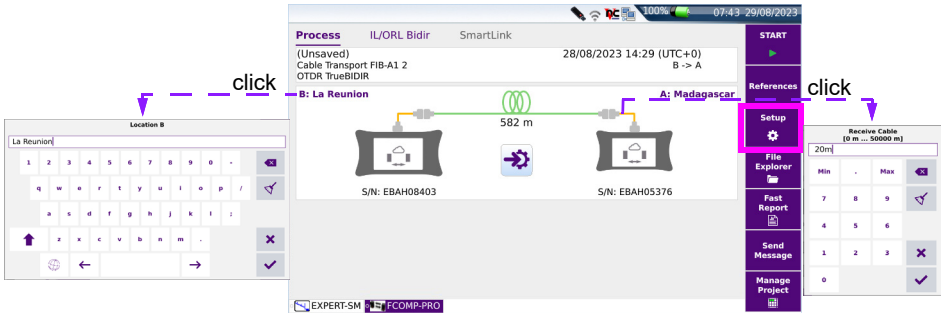 100%
07:43 29/08/2023
Process IL/ORL Bidir SmartLink
(Unsaved) 28/08/2023 14:29 (UTC+0)
Cable Transport FIB-A1 2 B -> A
OTDR TrueBIDIR
B: La Reunion A: Madagascar
582 m
S/N: EBAH08403 S/N: EBAH05376
EXPERT-SM FCOMP-PRO
START
References
Setup
File
Explorer
Fast
Report
Send
Message
Manage
Project
click
Location B
La Reunion
1 2 3 4 5 6 7 8 9 0 -
q w e r t y u i o p /
a s d f g h j k l :
z x c v b n m .
click
Receive Cable
[0 m ... 50000 m]
20m
Min . Max
7 8 9
4 5 6
1 2 3
0